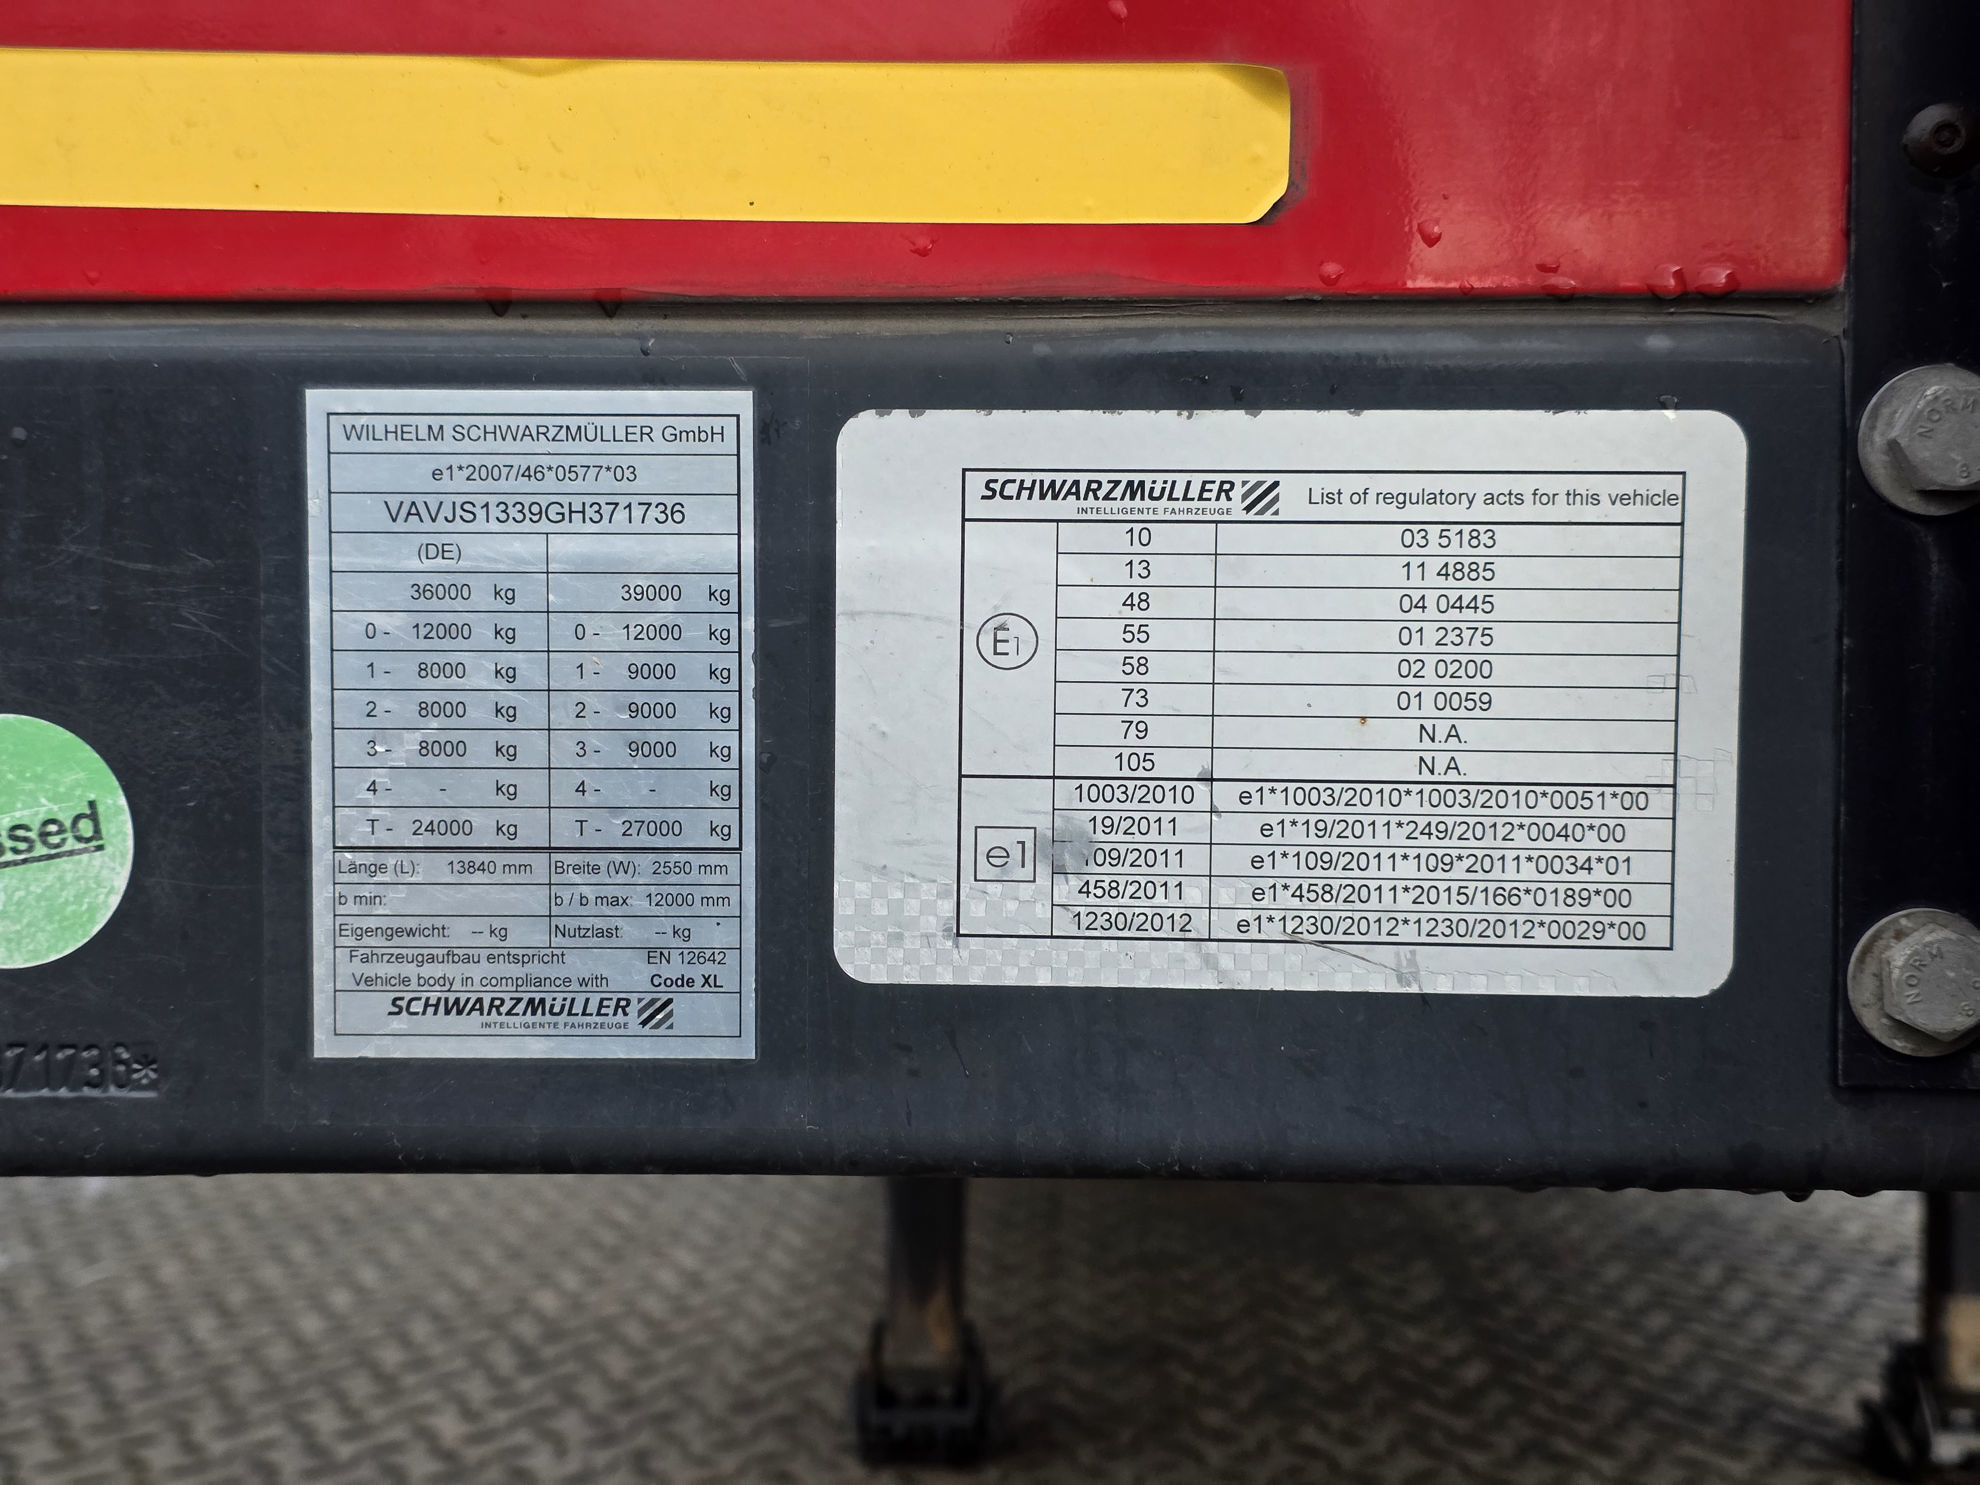 WILHELM SCHWARZMÜLLER GmbH
e1*2007/46*0577*03
VAVJS1339GH371736
(DE)
36000 kg 39000 kg
0 - 12000 kg 0 - 12000 kg
1 - 8000 kg 1 - 9000 kg
2 - 8000 kg 2 - 9000 kg
3 - 8000 kg 3 - 9000 kg
4 - - kg 4 - - kg
T - 24000 kg T - 27000 kg
Länge (L): 13840 mm Breite (W): 2550 mm
b min: b / b max: 12000 mm
Eigengewicht: -- kg Nutzlast: -- kg
Fahrzeugaufbau entspricht EN 12642
Vehicle body in compliance with Code XL
SCHWARZMÜLLER
INTELLIGENTE FAHRZEUGE
SCHWARZMÜLLER
INTELLIGENTE FAHRZEUGE
List of regulatory acts for this vehicle
E1
10 03 5183
13 11 4885
48 04 0445
55 01 2375
58 02 0200
73 01 0059
79 N.A.
105 N.A.
e1
1003/2010 e1*1003/2010*1003/2010*0051*00
19/2011 e1*19/2011*249/2012*0040*00
109/2011 e1*109/2011*109*2011*0034*01
458/2011 e1*458/2011*2015/166*0189*00
1230/2012 e1*1230/2012*1230/2012*0029*00
ssed
71736*
NORM
NORM